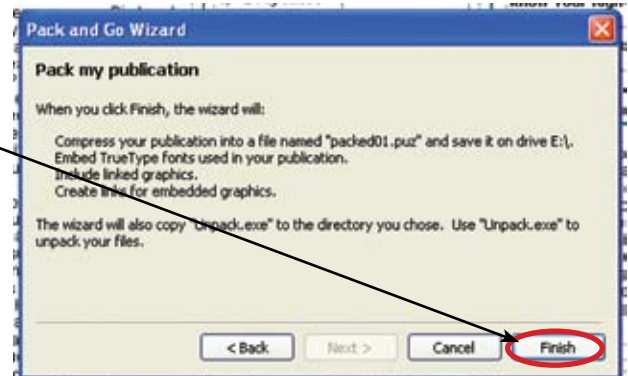 Pack and Go Wizard
Pack my publication
When you click Finish, the wizard will:
Compress your publication into a file named "packed01.puz" and save it on drive E:\.
Embed TrueType fonts used in your publication.
Include linked graphics.
Create links for embedded graphics.
The wizard will also copy "Unpack.exe" to the directory you chose. Use "Unpack.exe" to
unpack your files.
< Back Next > Cancel Finish